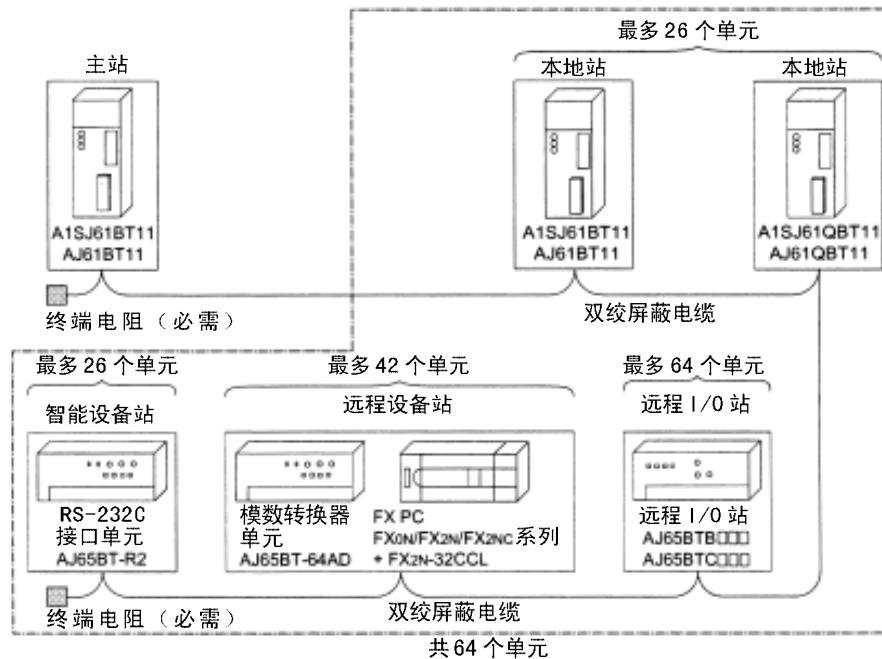 最多 26 个单元
主站
本地站
本地站
A1SJ61BT11
AJ61BT11
A1SJ61BT11
AJ61BT11
A1SJ61QBT11
AJ61QBT11
终端电阻（必需）
双绞屏蔽电缆
最多 26 个单元
最多 42 个单元
最多 64 个单元
智能设备站
远程设备站
远程 I/O 站
RS-232C
接口单元
AJ65BT-R2
模数转换器
单元
AJ65BT-64AD
FX PC
FX0N/FX2N/FX2NC 系列
+ FX2N-32CCL
远程 I/O 站
AJ65BTB□□□
AJ65BTC□□□
终端电阻（必需）
双绞屏蔽电缆
共 64 个单元